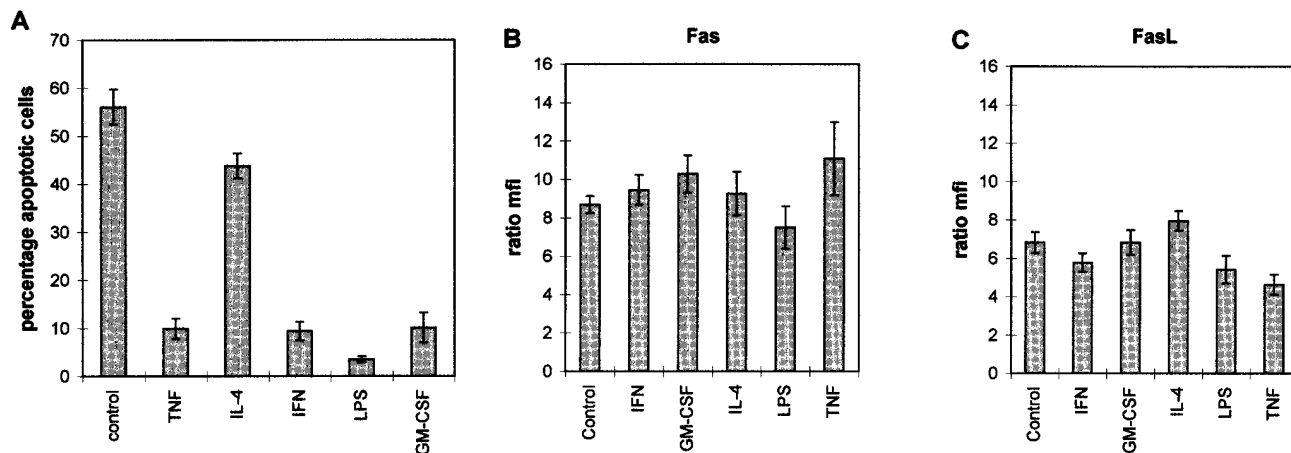 A
percentage apoptotic cells
70
60
50
40
30
20
10
0
control
TNF
IL-4
IFN
LPS
GM-CSF
B
Fas
ratio mfi
16
14
12
10
8
6
4
2
0
Control
IFN
GM-CSF
IL-4
LPS
TNF
C
FasL
ratio mfi
16
14
12
10
8
6
4
2
0
Control
IFN
GM-CSF
IL-4
LPS
TNF